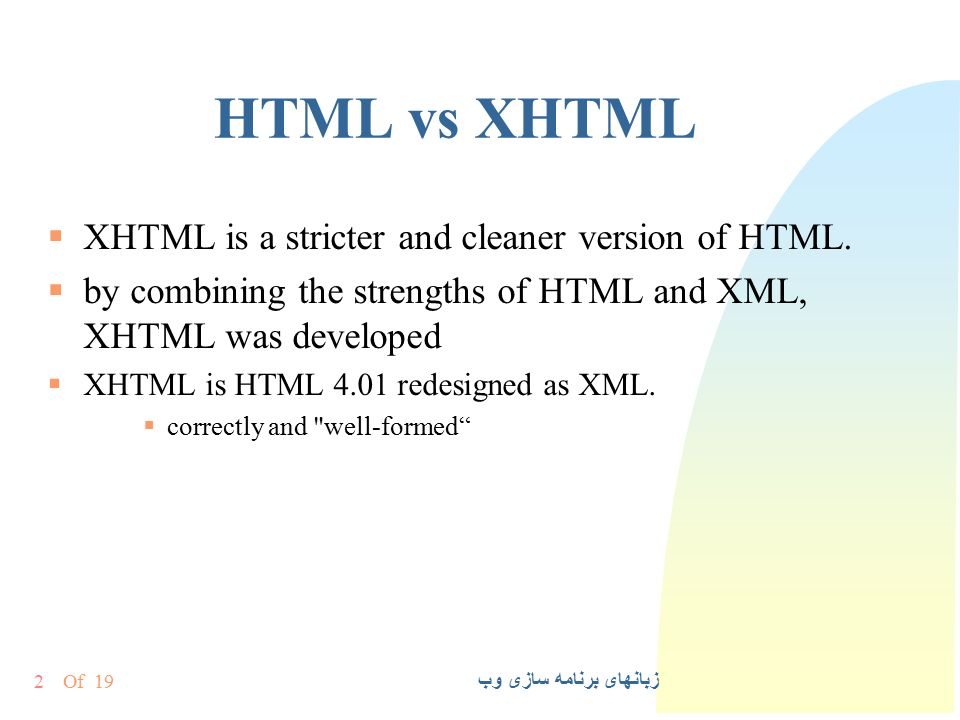 HTML vs XHTML
XHTML is a stricter and cleaner version of HTML.
by combining the strengths of HTML and XML,
XHTML was developed
XHTML is HTML 4.01 redesigned as XML.
correctly and "well-formed“
2 Of 19
زبانهای برنامه سازی وب